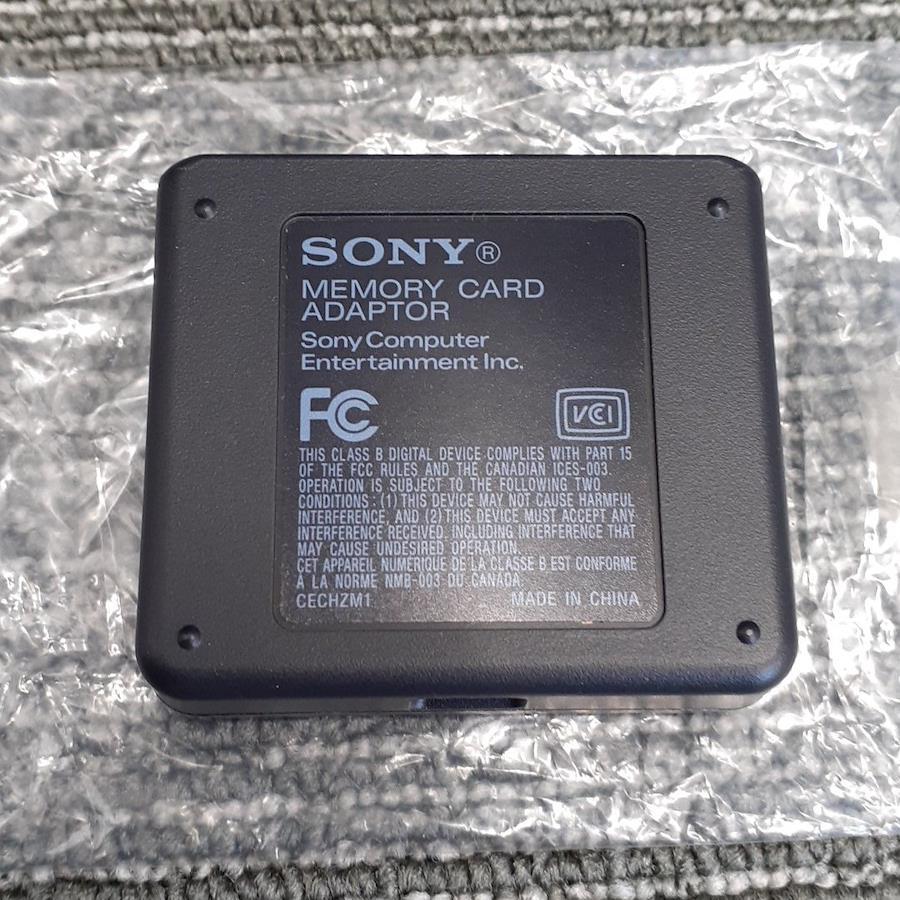 SONY®
MEMORY CARD
ADAPTOR
Sony Computer
Entertainment Inc.
FC
VCI
THIS CLASS B DIGITAL DEVICE COMPLIES WITH PART 15
OF THE FCC RULES AND THE CANADIAN ICES-003.
OPERATION IS SUBJECT TO THE FOLLOWING TWO
CONDITIONS : (1) THIS DEVICE MAY NOT CAUSE HARMFUL
INTERFERENCE, AND (2) THIS DEVICE MUST ACCEPT ANY
INTERFERENCE RECEIVED, INCLUDING INTERFERENCE THAT
MAY CAUSE UNDESIRED OPERATION.
CET APPAREIL NUMERIQUE DE LA CLASSE B EST CONFORME
À LA NORME NMB-003 DU CANADA.
CECHZM1 MADE IN CHINA